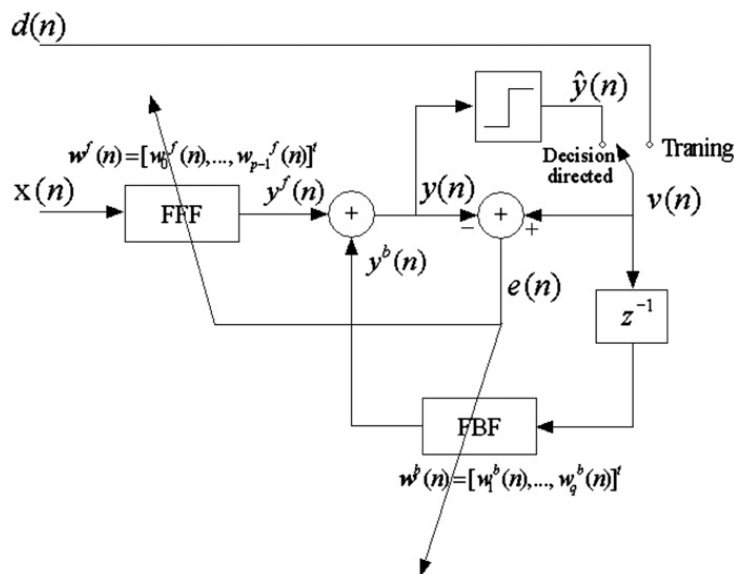 d(n)
ŷ(n)
w^f(n)=[w_0^f(n),...,w_{p-1}^f(n)]^t
Decision
directed
Traning
x(n)
FFF
y^f(n)
+
y(n)
−
+
+
v(n)
y^b(n)
e(n)
z^{-1}
FBF
w^b(n)=[w_1^b(n),...,w_q^b(n)]^t